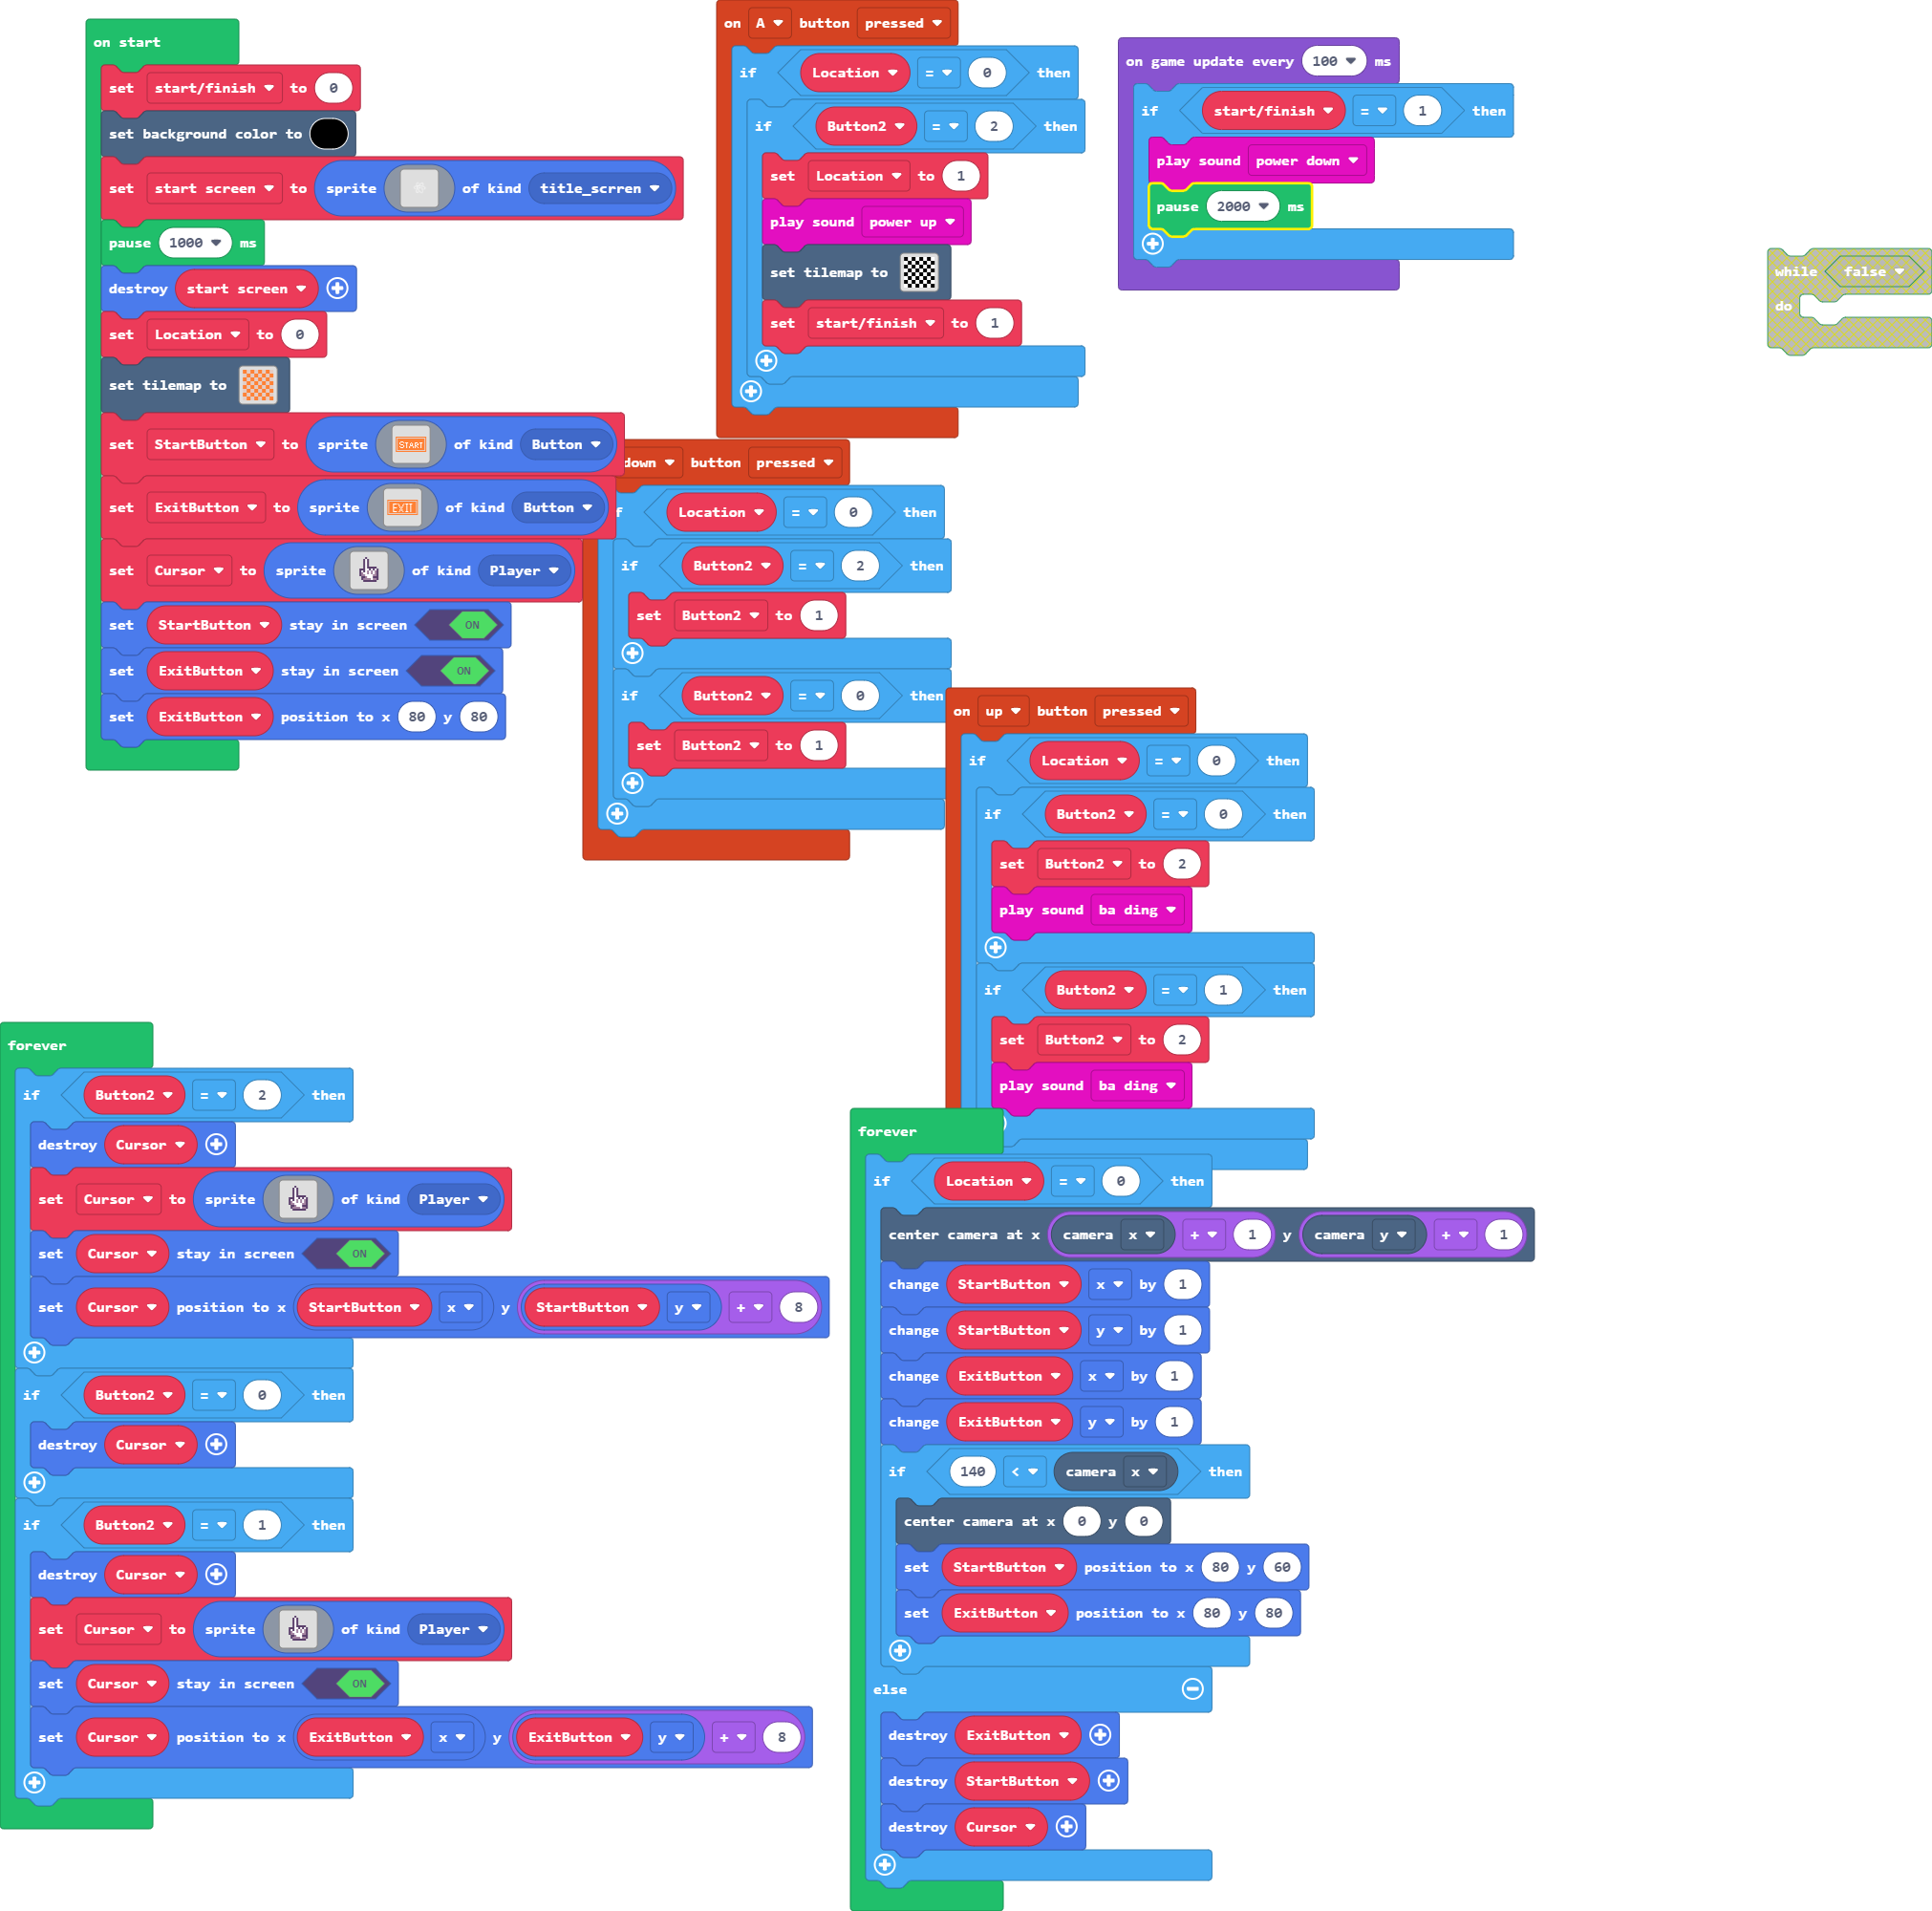 on start
set start/finish to 0
set background color to
set start screen to sprite of kind title_scrren
pause 1000 ms
destroy start screen
set Location to 0
set tilemap to
set StartButton to sprite START of kind Button
set ExitButton to sprite EXIT of kind Button
set Cursor to sprite of kind Player
set StartButton stay in screen ON
set ExitButton stay in screen ON
set ExitButton position to x 80 y 80
on A button pressed
if Location = 0 then
if Button2 = 2 then
set Location to 1
play sound power up
set tilemap to
set start/finish to 1
on game update every 100 ms
if start/finish = 1 then
play sound power down
pause 2000 ms
while false
do
down button pressed
if Location = 0 then
if Button2 = 2 then
set Button2 to 1
if Button2 = 0 then
set Button2 to 1
on up button pressed
if Location = 0 then
if Button2 = 0 then
set Button2 to 2
play sound ba ding
if Button2 = 1 then
set Button2 to 2
play sound ba ding
forever
if Button2 = 2 then
destroy Cursor
set Cursor to sprite of kind Player
set Cursor stay in screen ON
set Cursor position to x StartButton x y StartButton y + 8
if Button2 = 0 then
destroy Cursor
if Button2 = 1 then
destroy Cursor
set Cursor to sprite of kind Player
set Cursor stay in screen ON
set Cursor position to x ExitButton x y ExitButton y + 8
forever
if Location = 0 then
center camera at x camera x + 1 y camera y + 1
change StartButton x by 1
change StartButton y by 1
change ExitButton x by 1
change ExitButton y by 1
if 140 < camera x then
center camera at x 0 y 0
set StartButton position to x 80 y 60
set ExitButton position to x 80 y 80
else
destroy ExitButton
destroy StartButton
destroy Cursor